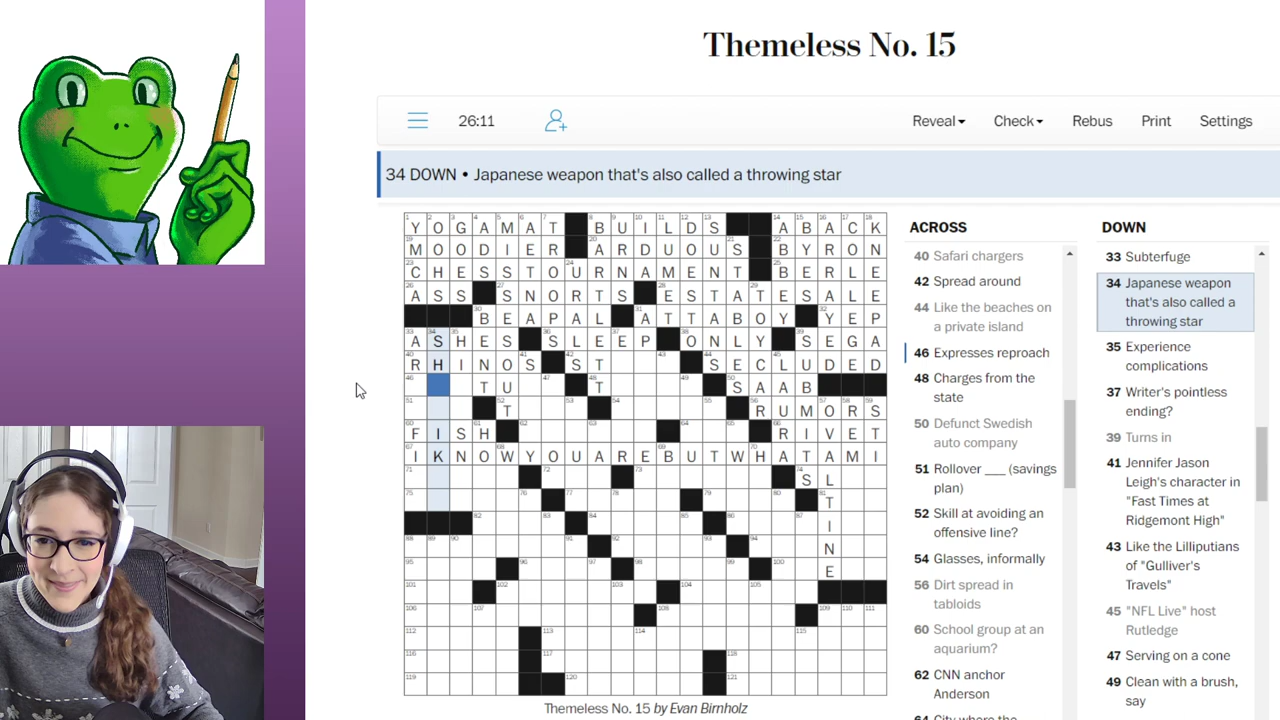 Themeless No. 15
26:11
Reveal Check Rebus Print Settings
34 DOWN • Japanese weapon that's also called a throwing star
YOGAMAT BUILDS ABACK
MOODIER ARDUOUS BYRON
CHESSTOURNAMENT BERLE
ASS SNORTS ESTATESALE
BEAPAL ATTABOY YEP
ASHES SLEEP ONLY SEGA
RHINOS ST SECLUDED
TU T SAAB
T RUMORS
FISH RIVET
IKNOWYOUAREBUTWHATAMI
SL
T
I
N
E
Themeless No. 15 by Evan Birnholz
ACROSS
40 Safari chargers
42 Spread around
44 Like the beaches on
a private island
46 Expresses reproach
48 Charges from the
state
50 Defunct Swedish
auto company
51 Rollover ___ (savings
plan)
52 Skill at avoiding an
offensive line?
54 Glasses, informally
56 Dirt spread in
tabloids
60 School group at an
aquarium?
62 CNN anchor
Anderson
DOWN
33 Subterfuge
34 Japanese weapon
that's also called a
throwing star
35 Experience
complications
37 Writer's pointless
ending?
39 Turns in
41 Jennifer Jason
Leigh's character in
"Fast Times at
Ridgemont High"
43 Like the Lilliputians
of "Gulliver's
Travels"
45 "NFL Live" host
Rutledge
47 Serving on a cone
49 Clean with a brush,
say